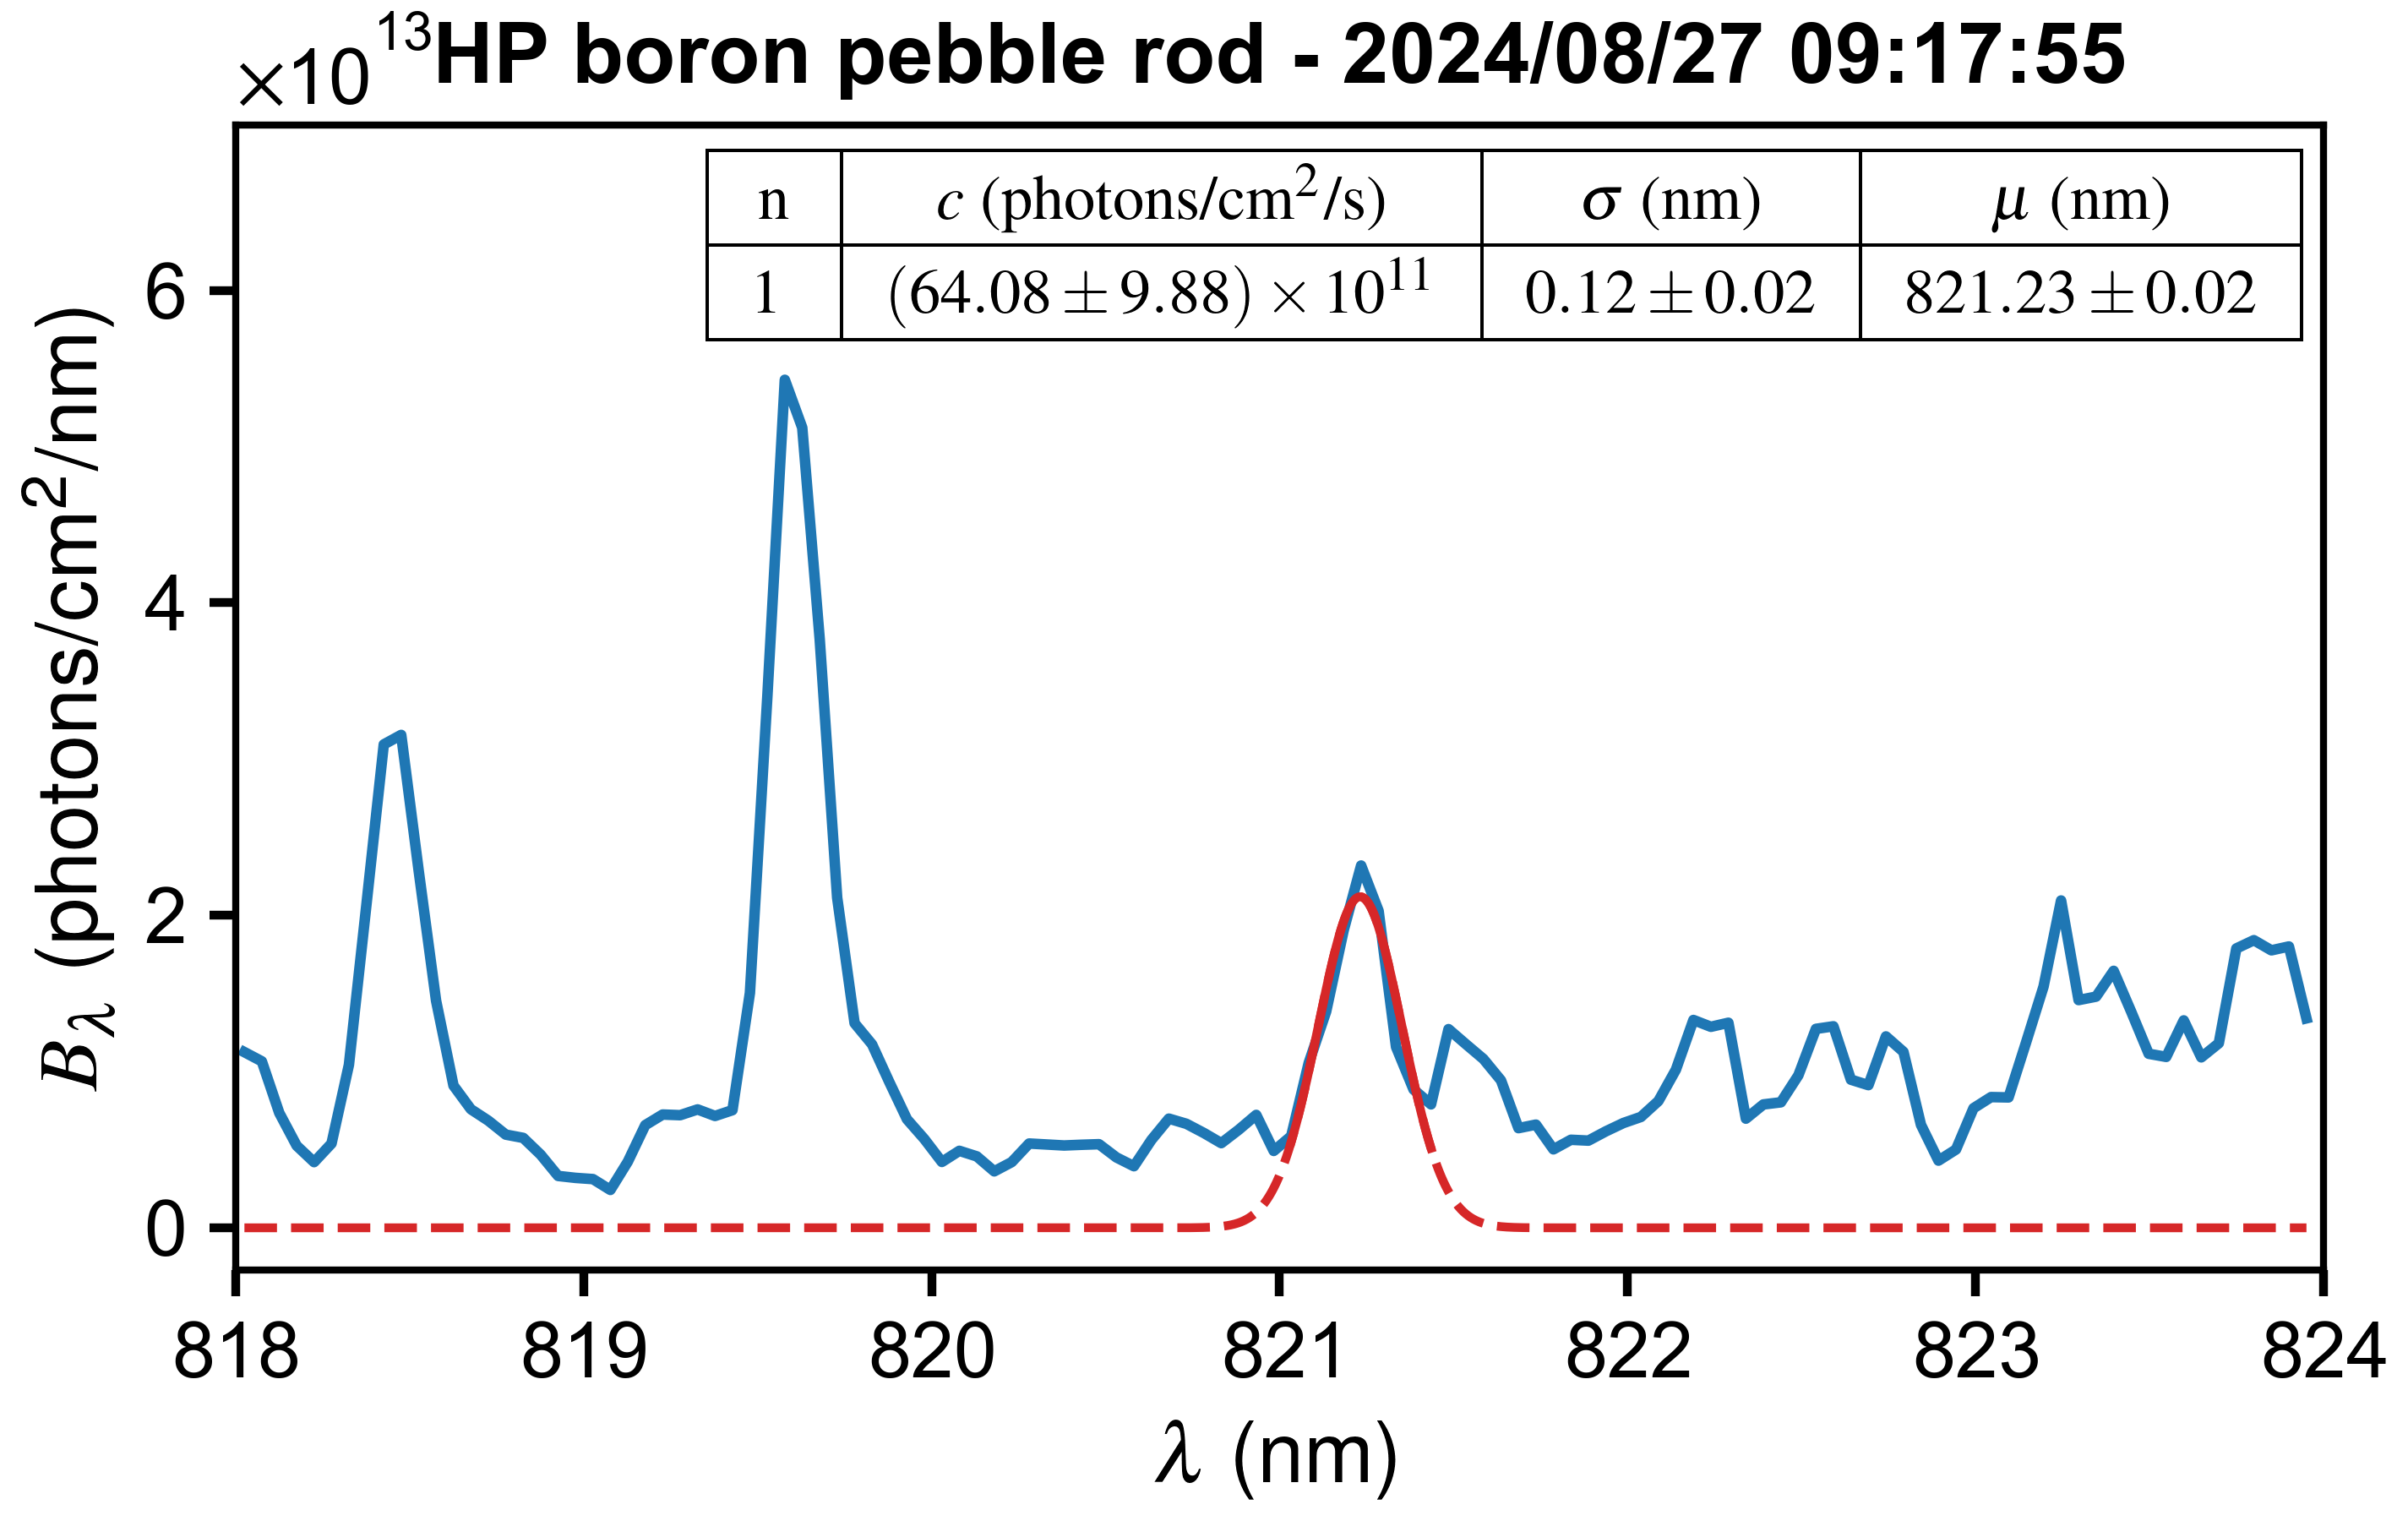 ×10¹³HP boron pebble rod - 2024/08/27 09:17:55
n c (photons/cm²/s) σ (nm) μ (nm)
1 (64.08 ± 9.88) × 10¹¹ 0.12 ± 0.02 821.23 ± 0.02
6
4
2
0
B_λ (photons/cm²/nm)
818 819 820 821 822 823 824
λ (nm)